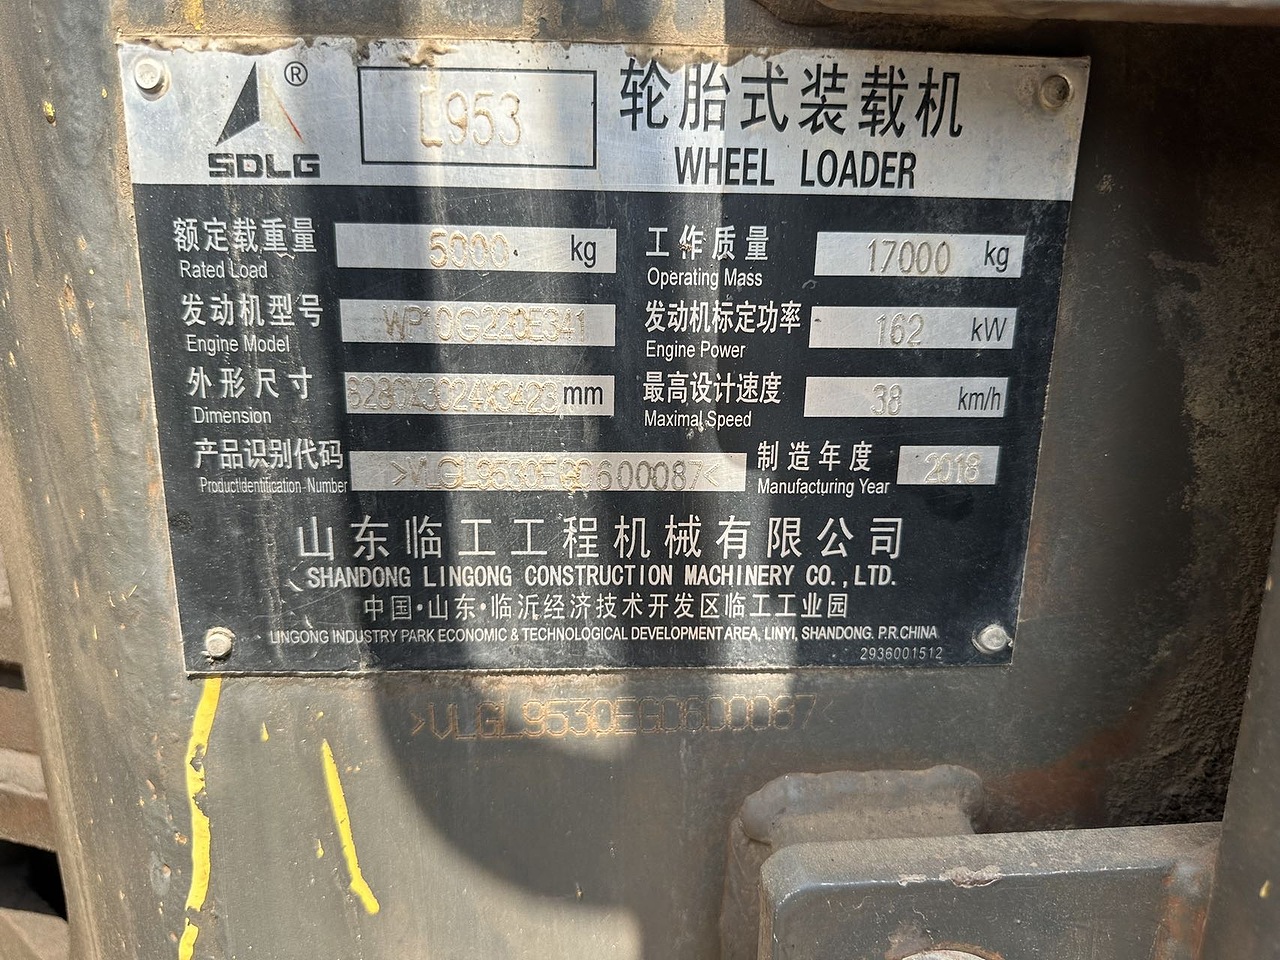 ® L953 轮胎式装载机
SDLG WHEEL LOADER
额定载重量 5000 kg 工作质量 17000 kg
Rated Load Operating Mass
发动机型号 WP10G220E341 发动机标定功率 162 kW
Engine Model Engine Power
外形尺寸 8280X3024X3423 mm 最高设计速度 38 km/h
Dimension Maximal Speed
产品识别代码 >VLGL9530EGC600087< 制造年度 2018
Product Identification Number Manufacturing Year
山东临工工程机械有限公司
SHANDONG LINGONG CONSTRUCTION MACHINERY CO.,LTD.
中国·山东·临沂经济技术开发区临工工业园
LINGONG INDUSTRY PARK ECONOMIC & TECHNOLOGICAL DEVELOPMENT AREA, LINYI, SHANDONG. P.R.CHINA
2936001512
>VLGL9530EGC600087<